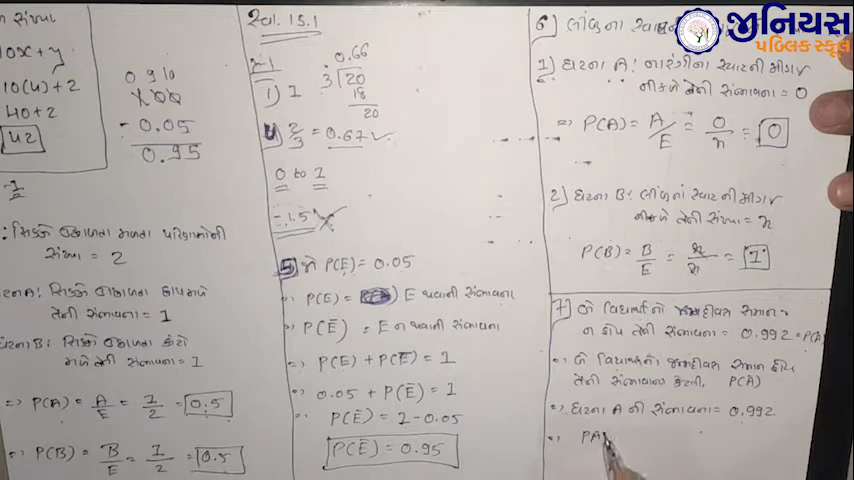 ન સંખ્યા
10x + y
10(4) + 2
40 + 2
42
0 9 10
1.00
- 0.05
0.95
સિક્કો ઉછાળતા મળતા પરિણામોની
સંખ્યા = 2
ઘટના A: સિક્કો ઉછાળતા છાપ મળે
તેની સંભાવના = 1
ઘટના B: સિક્કો ઉછાળતા કાંટો
મળે તેની સંભાવના = 1
⇒ P(A) = A/E = 1/2 = 0.5
⇒ P(B) = B/E = 1/2 = 0.5
સ્વા. 15.1
1) 1
0.66
3 20
18
20
2/3 = 0.67 ✓
0 to 1
-1.5 ✗
5 જો P(E) = 0.05
⇒ P(E) = E થવાની સંભાવના
⇒ P(Ē) = E ન થવાની સંભાવના
⇒ P(E) + P(Ē) = 1
⇒ 0.05 + P(Ē) = 1
P(Ē) = 1 - 0.05
P(Ē) = 0.95
6) લીંબુના સ્વાદ
જીનિયસ
પબ્લિક સ્કૂલ
1) ઘટના A: નારંગીના સ્વાદની
નીકળે તેની સંભાવના = 0
⇒ P(A) = A/E = 0/n = 0
2) ઘટના B: લીંબુનાં સ્વાદની
નીકળે તેની સંખ્યા = n
P(B) = B/E = n/n = 1
7) બે વિદ્યાર્થીનો જન્મદિવસ સમાન
ન હોય તેની સંભાવના = 0.992 = P(A)
⇒ બે વિદ્યાર્થીનો જન્મદિવસ સમાન હોય
તેની સંભાવના કેટલી, P(Ā)
⇒ ઘટના A ની સંભાવના = 0.992
⇒ PA